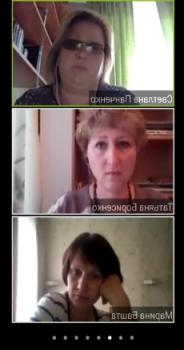 Светлана Панченко
Татьяна Борисенко
Марина Башта